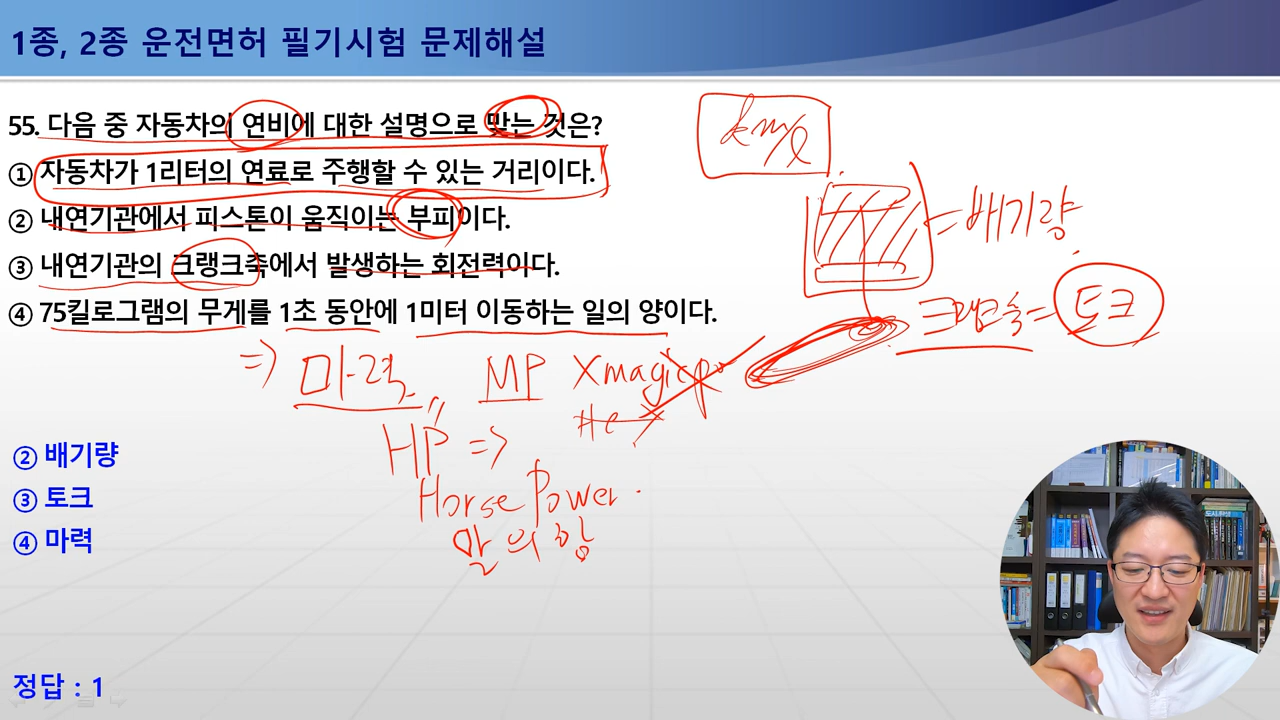 1종, 2종 운전면허 필기시험 문제해설
55. 다음 중 자동차의 연비에 대한 설명으로 맞는 것은?
① 자동차가 1리터의 연료로 주행할 수 있는 거리이다.
② 내연기관에서 피스톤이 움직이는 부피이다.
③ 내연기관의 크랭크축에서 발생하는 회전력이다.
④ 75킬로그램의 무게를 1초 동안에 1미터 이동하는 일의 양이다.
km/l
= 배기량
크랭크축 = 토크
=> 마력 MP Xmagicpo
He
HP =>
Horse Power.
말의 힘
② 배기량
③ 토크
④ 마력
정답 : 1